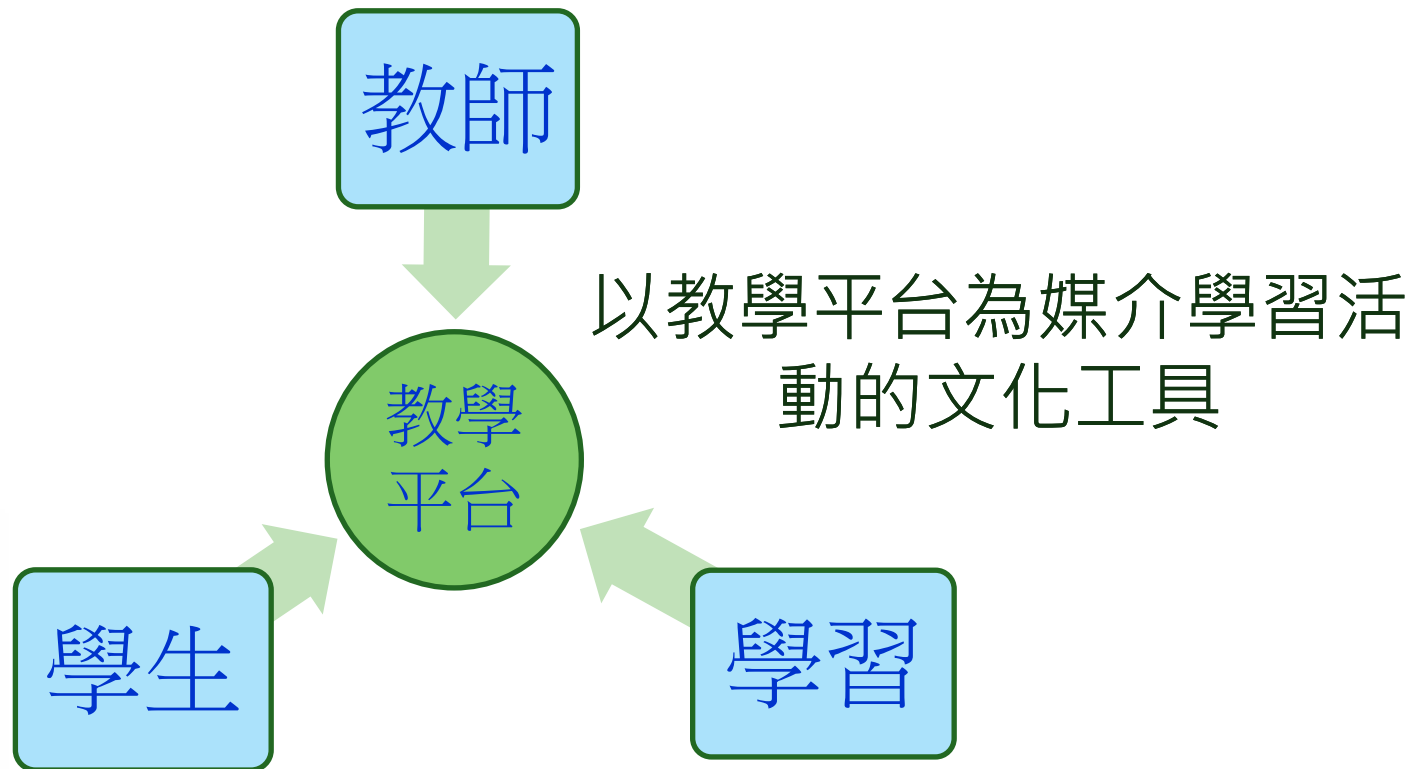 教師
以教學平台為媒介學習活
動的文化工具
教學
平台
學生
學習